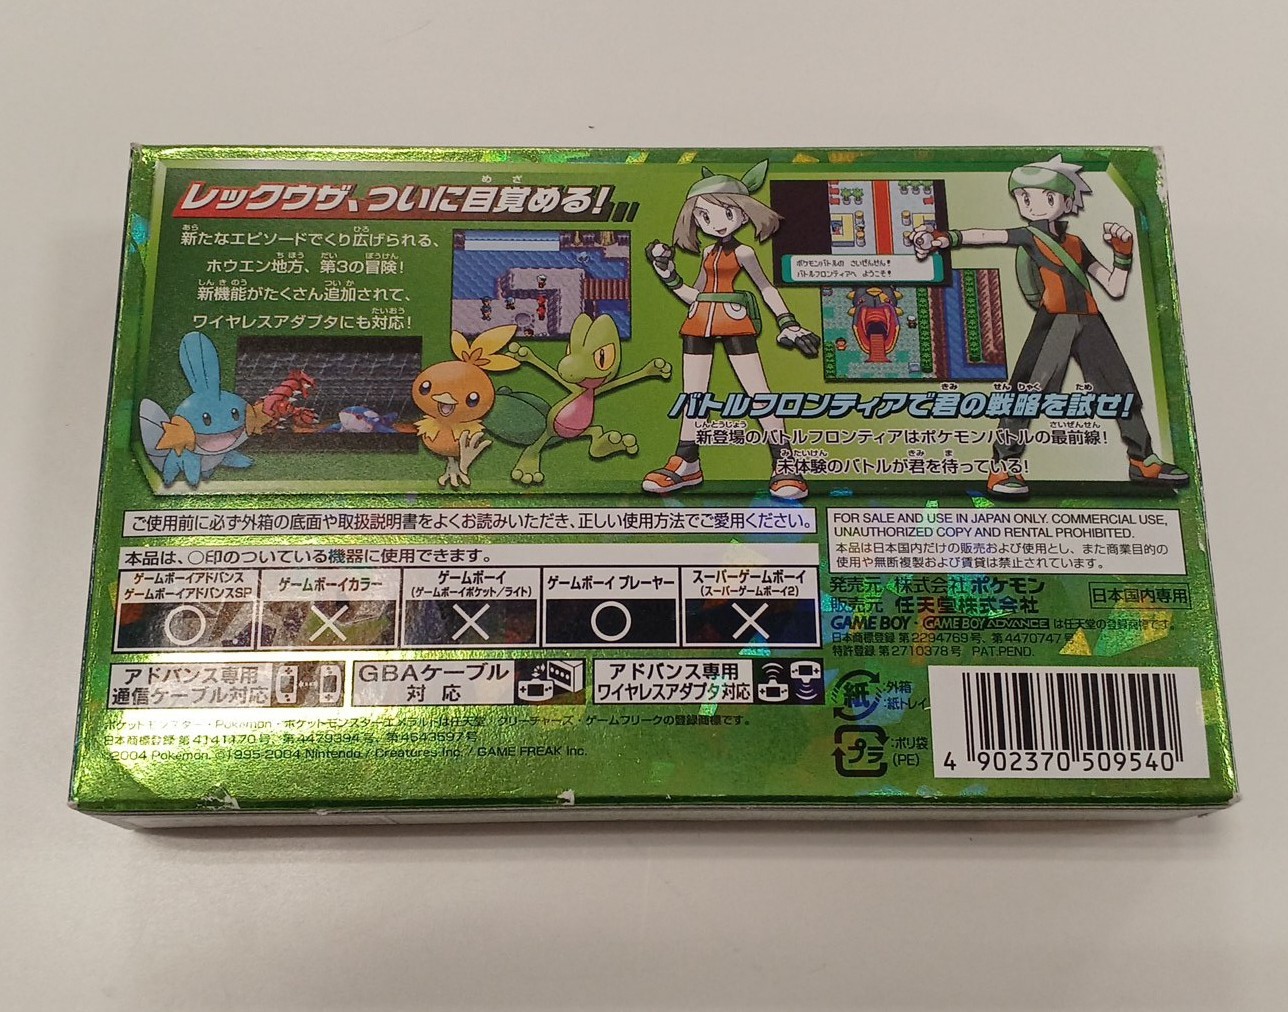 レックウザ、ついに目覚める!
新たなエピソードでくり広げられる、
ホウエン地方、第3の冒険!
新機能がたくさん追加されて、
ワイヤレスアダプタにも対応!
ポケモンバトルの さいぜんせん!
バトルフロンティアへ ようこそ!
バトルフロンティアで君の戦略を試せ!
新登場のバトルフロンティアはポケモンバトルの最前線!
未体験のバトルが君を待っている!
ご使用前に必ず外箱の底面や取扱説明書をよくお読みいただき、正しい使用方法でご愛用ください。
本品は、○印のついている機器に使用できます。
ゲームボーイアドバンス
ゲームボーイアドバンスSP
○
ゲームボーイカラー
×
ゲームボーイ
(ゲームボーイポケット/ライト)
×
ゲームボーイ プレーヤー
○
スーパーゲームボーイ
(スーパーゲームボーイ2)
×
アドバンス専用
通信ケーブル対応
GBAケーブル
対 応
アドバンス専用
ワイヤレスアダプタ対応
ポケットモンスター・Pokémon・ポケットモンスターエメラルドは任天堂・クリーチャーズ・ゲームフリークの登録商標です。
日本商標登録 第4141170号、第4479394号、第4543597号
©2004 Pokémon. ©1995-2004 Nintendo / Creatures Inc. / GAME FREAK inc.
FOR SALE AND USE IN JAPAN ONLY. COMMERCIAL USE,
UNAUTHORIZED COPY AND RENTAL PROHIBITED.
本品は日本国内だけの販売および使用とし、また商業目的の
使用や無断複製および賃貸は禁止されています。
発売元 株式会社ポケモン
販売元 任天堂株式会社
日本国内専用
GAME BOY・GAME BOY ADVANCE は任天堂の登録商標です。
日本商標登録 第2294769号、第4470747号
特許登録 第2710378号 PAT.PEND.
紙
:外箱
:紙トレイ
プラ
:ポリ袋
(PE)
4 902370 509540